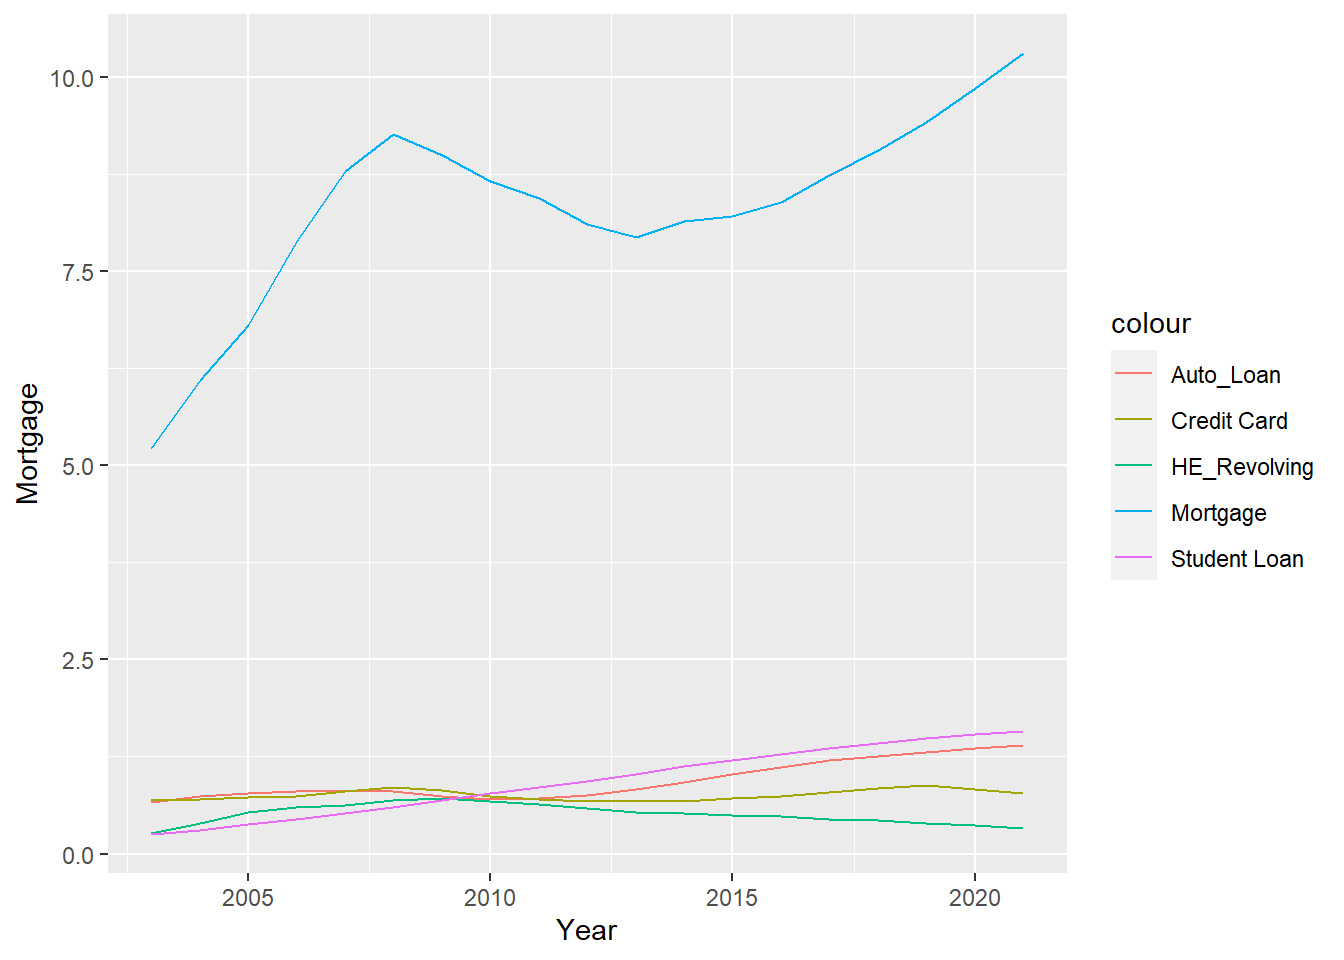 10.0
7.5
5.0
2.5
0.0
Mortgage
2005
2010
2015
2020
Year
colour
Auto_Loan
Credit Card
HE_Revolving
Mortgage
Student Loan